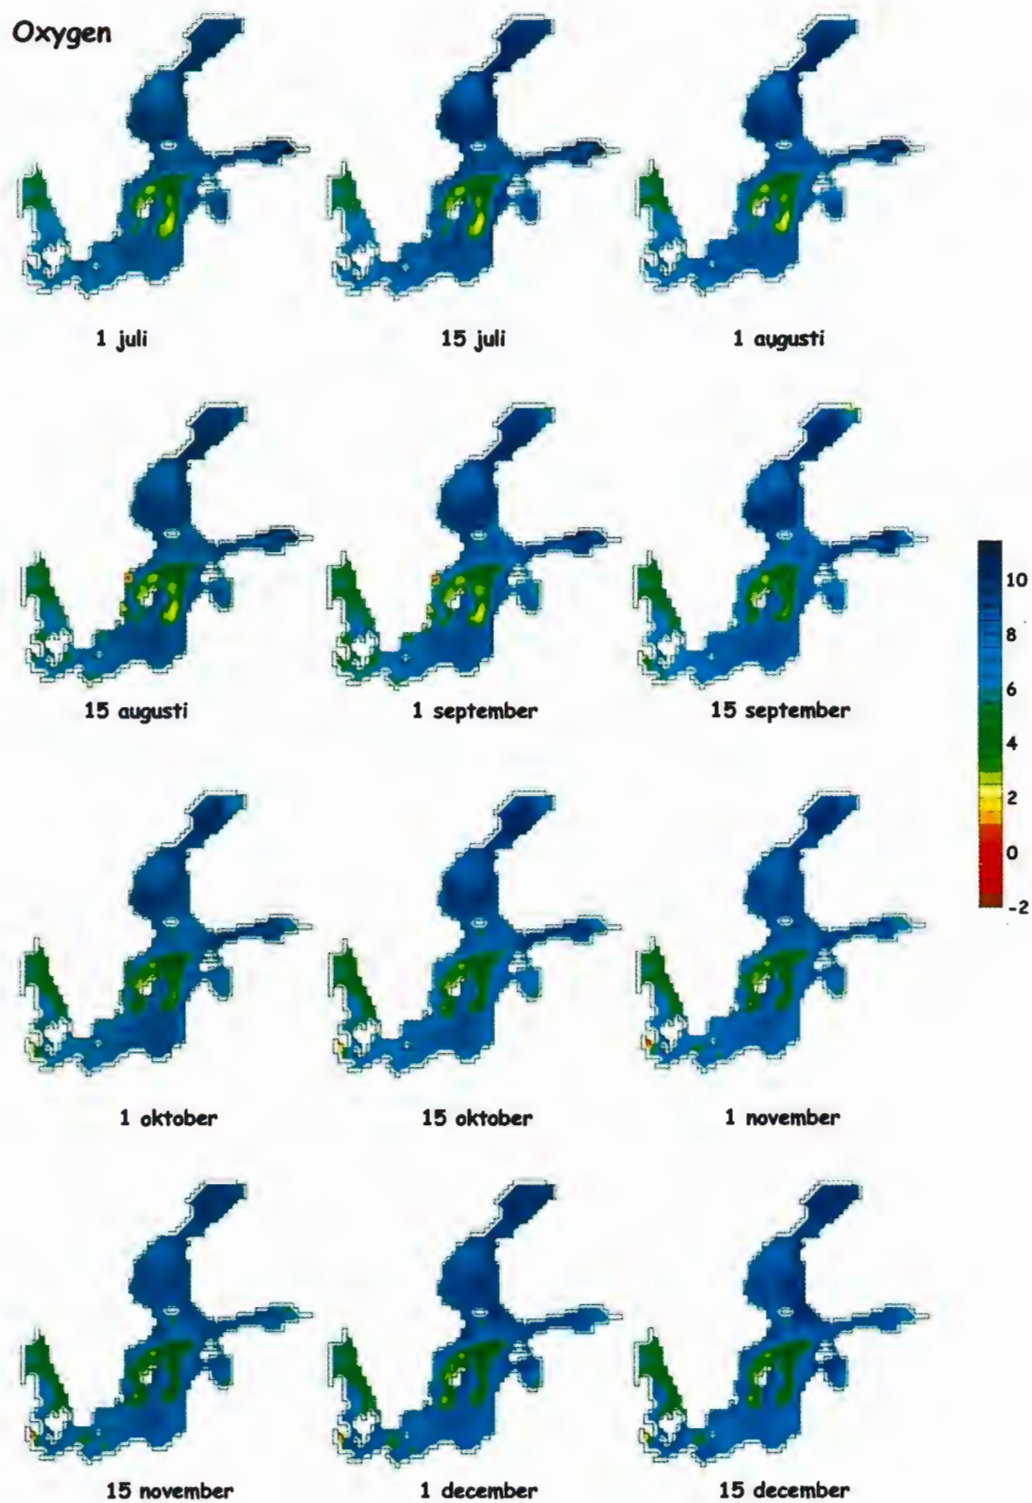 Oxygen
1 juli
15 juli
1 augusti
15 augusti
1 september
15 september
10
8
6
4
2
0
-2
1 oktober
15 oktober
1 november
15 november
1 december
15 december